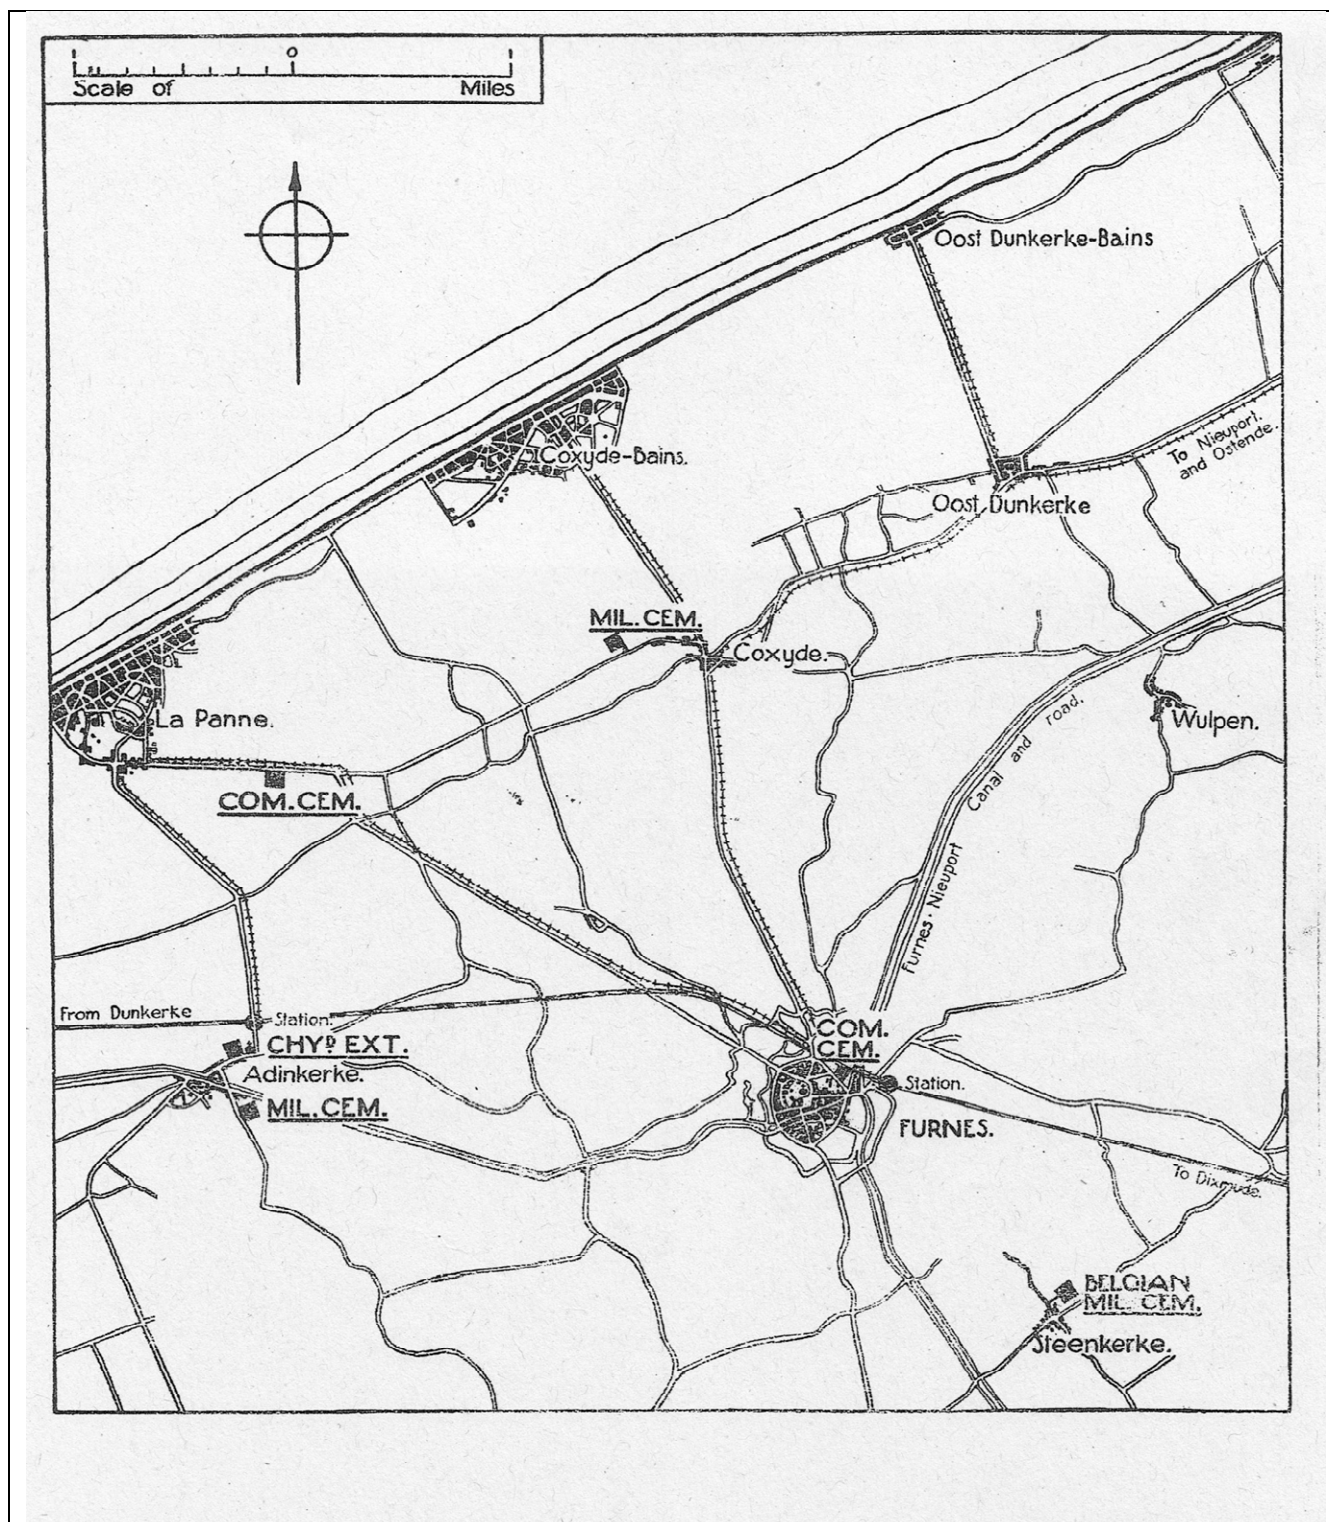 0
Scale of Miles
Oost Dunkerke-Bains
Coxyde-Bains.
To Nieuport.
and Ostende.
Oost Dunkerke
MIL. CEM.
Coxyde.
La Panne.
Wulpen.
COM. CEM.
Furnes - Nieuport Canal and road.
From Dunkerke
Station.
CHYD EXT.
Adinkerke.
MIL. CEM.
COM.
CEM.
Station.
FURNES.
To Dixmude.
BELGIAN
MIL. CEM.
Steenkerke.